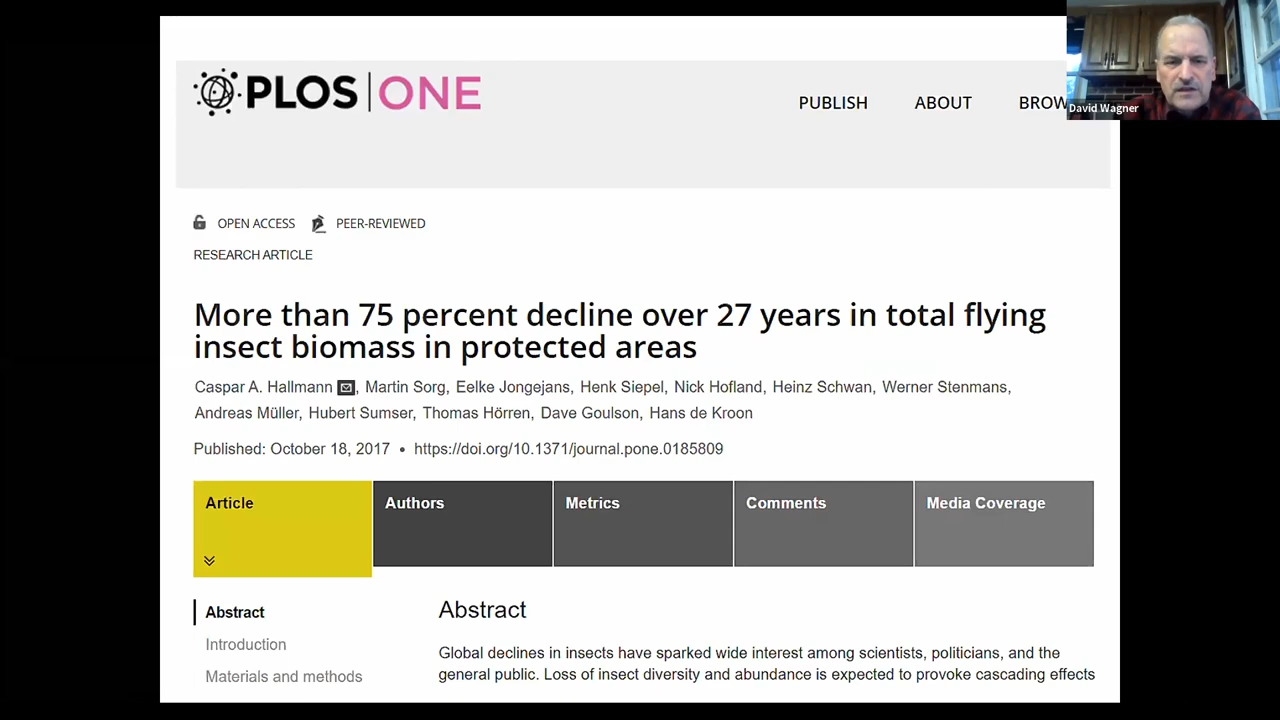 PLOS ONE
PUBLISH ABOUT BROW
David Wagner
OPEN ACCESS PEER-REVIEWED
RESEARCH ARTICLE
More than 75 percent decline over 27 years in total flying
insect biomass in protected areas
Caspar A. Hallmann , Martin Sorg, Eelke Jongejans, Henk Siepel, Nick Hofland, Heinz Schwan, Werner Stenmans,
Andreas Müller, Hubert Sumser, Thomas Hörren, Dave Goulson, Hans de Kroon
Published: October 18, 2017 • https://doi.org/10.1371/journal.pone.0185809
Article Authors Metrics Comments Media Coverage
Abstract
Introduction
Materials and methods
Abstract
Global declines in insects have sparked wide interest among scientists, politicians, and the
general public. Loss of insect diversity and abundance is expected to provoke cascading effects